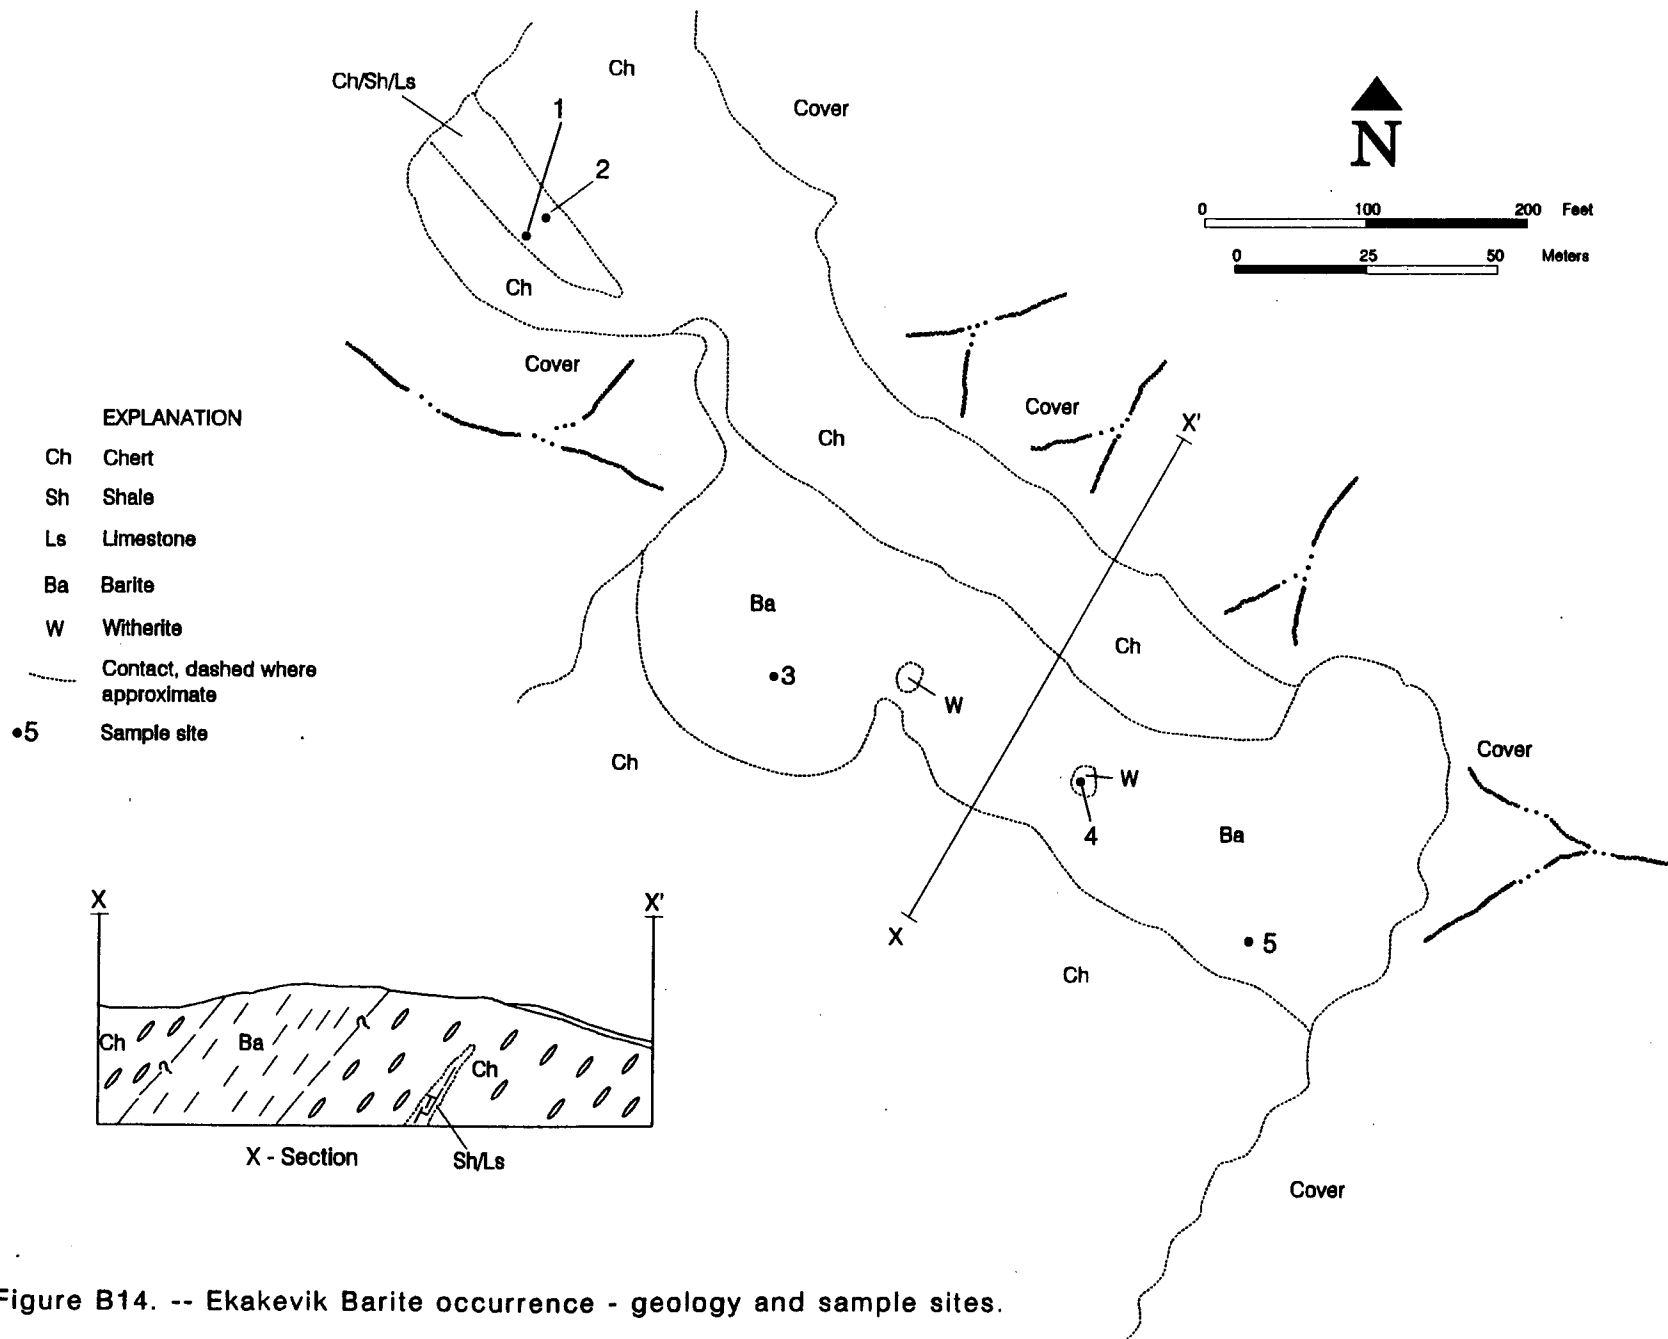 Ch
Ch/Sh/Ls
1
Cover
2
N
0 100 200 Feet
0 25 50 Meters
Ch
Cover
Cover
X'
Ch
EXPLANATION
Ch Chert
Sh Shale
Ls Limestone
Ba Barite
W Witherite
Contact, dashed where
approximate
•5 Sample site
Ba
Ch
3
W
Ch
W
4
Ba
Cover
X
5
Ch
X X'
Ch
Ba
Ch
X - Section
Sh/Ls
Cover
Figure B14. -- Ekakevik Barite occurrence - geology and sample sites.